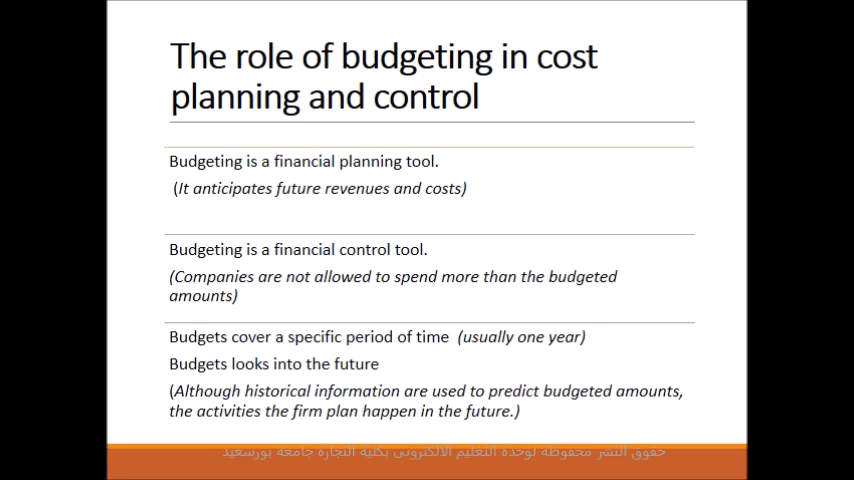 The role of budgeting in cost
planning and control
Budgeting is a financial planning tool.
(It anticipates future revenues and costs)
Budgeting is a financial control tool.
(Companies are not allowed to spend more than the budgeted
amounts)
Budgets cover a specific period of time (usually one year)
Budgets looks into the future
(Although historical information are used to predict budgeted amounts,
the activities the firm plan happen in the future.)
حقوق النشر محفوظة لوحدة التعليم الالكترونى بكلية التجارة جامعة بورسعيد